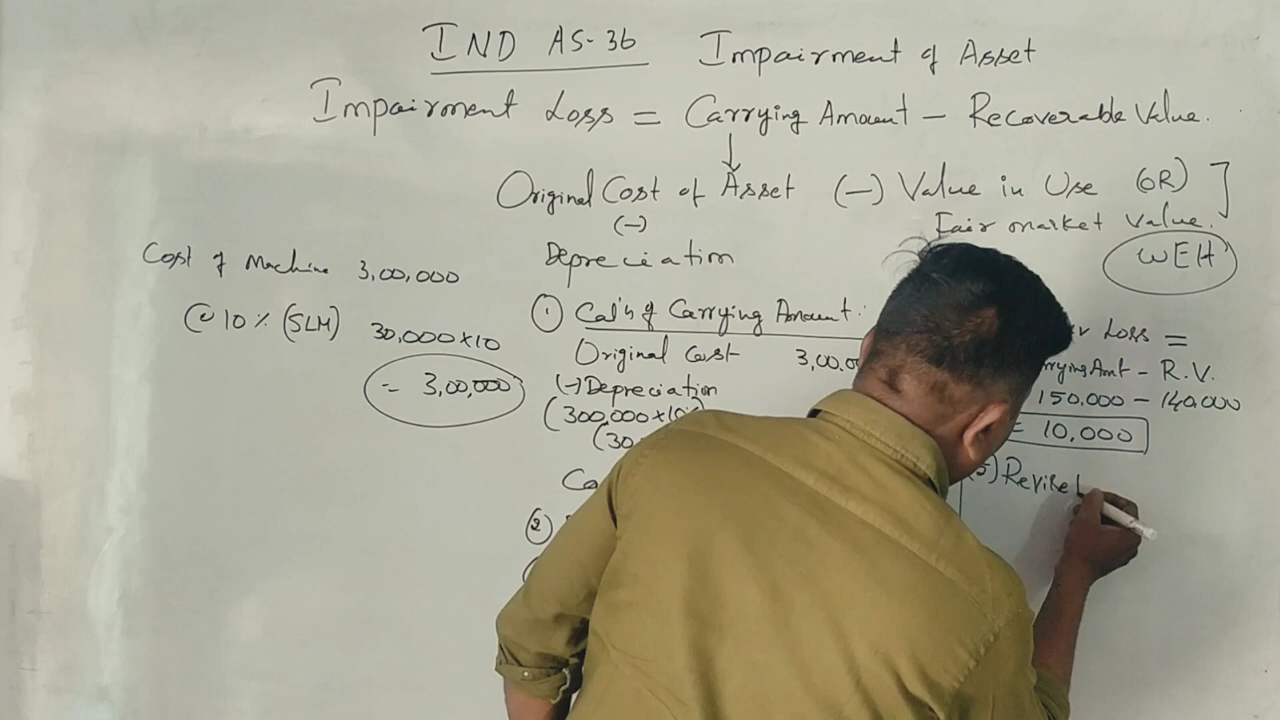 IND AS-36 Impairment of Asset
Impairment Loss = Carrying Amount - Recoverable Value.
Original Cost of Asset (-) Value in Use (OR)
(-) Fair market value.
Depreciation WEH
Cost of Machine 3,00,000
@ 10% (SLM) 30,000×10
= 3,00,000
① Cal'n of Carrying Amount:
Original Cost 3,00,00
(-) Depreciation
(300,000×10%
(30,
Ca
②
Loss =
Amt - R.V.
150,000 - 140,000
= 10,000
5) Revise